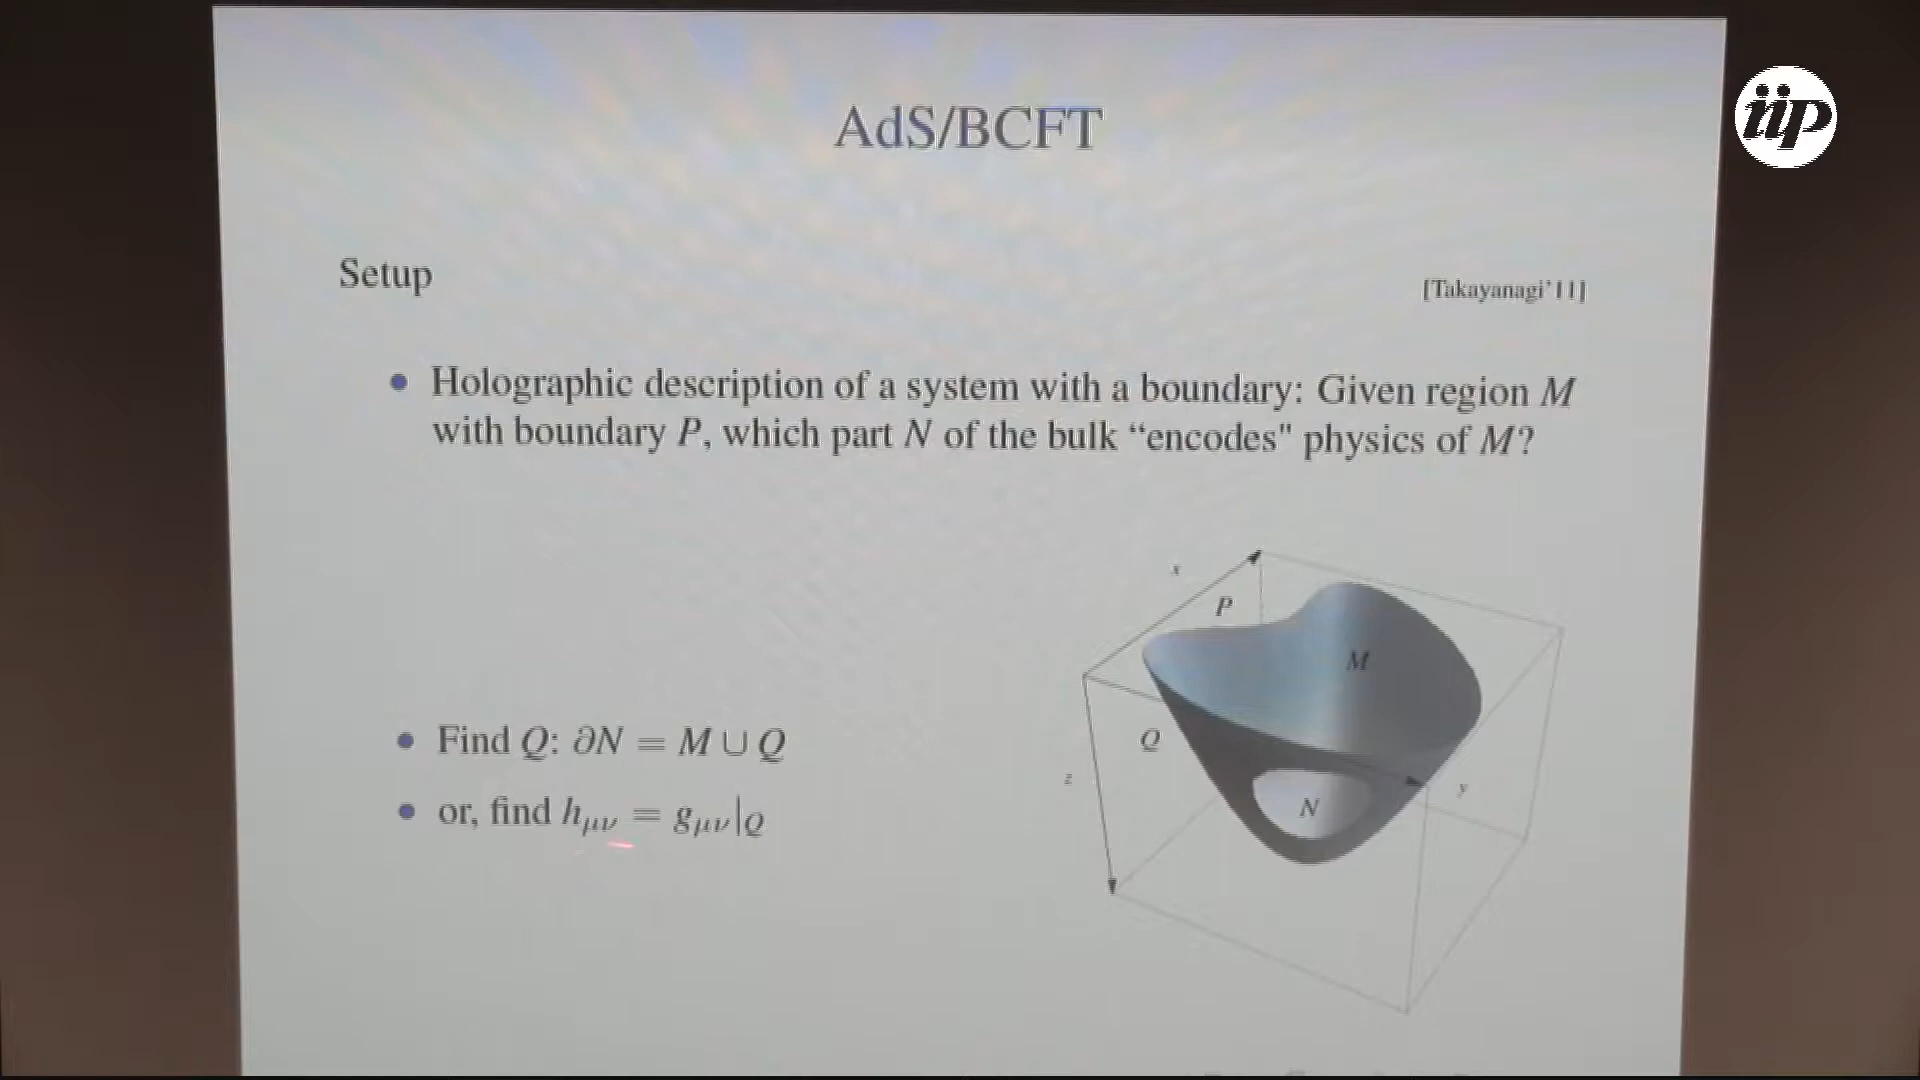 iip
AdS/BCFT
Setup
[Takayanagi'11]
• Holographic description of a system with a boundary: Given region M
with boundary P, which part N of the bulk “encodes" physics of M?
x
P
M
Q
• Find Q: ∂N = M ∪ Q
z
y
N
• or, find hμν = gμν|Q